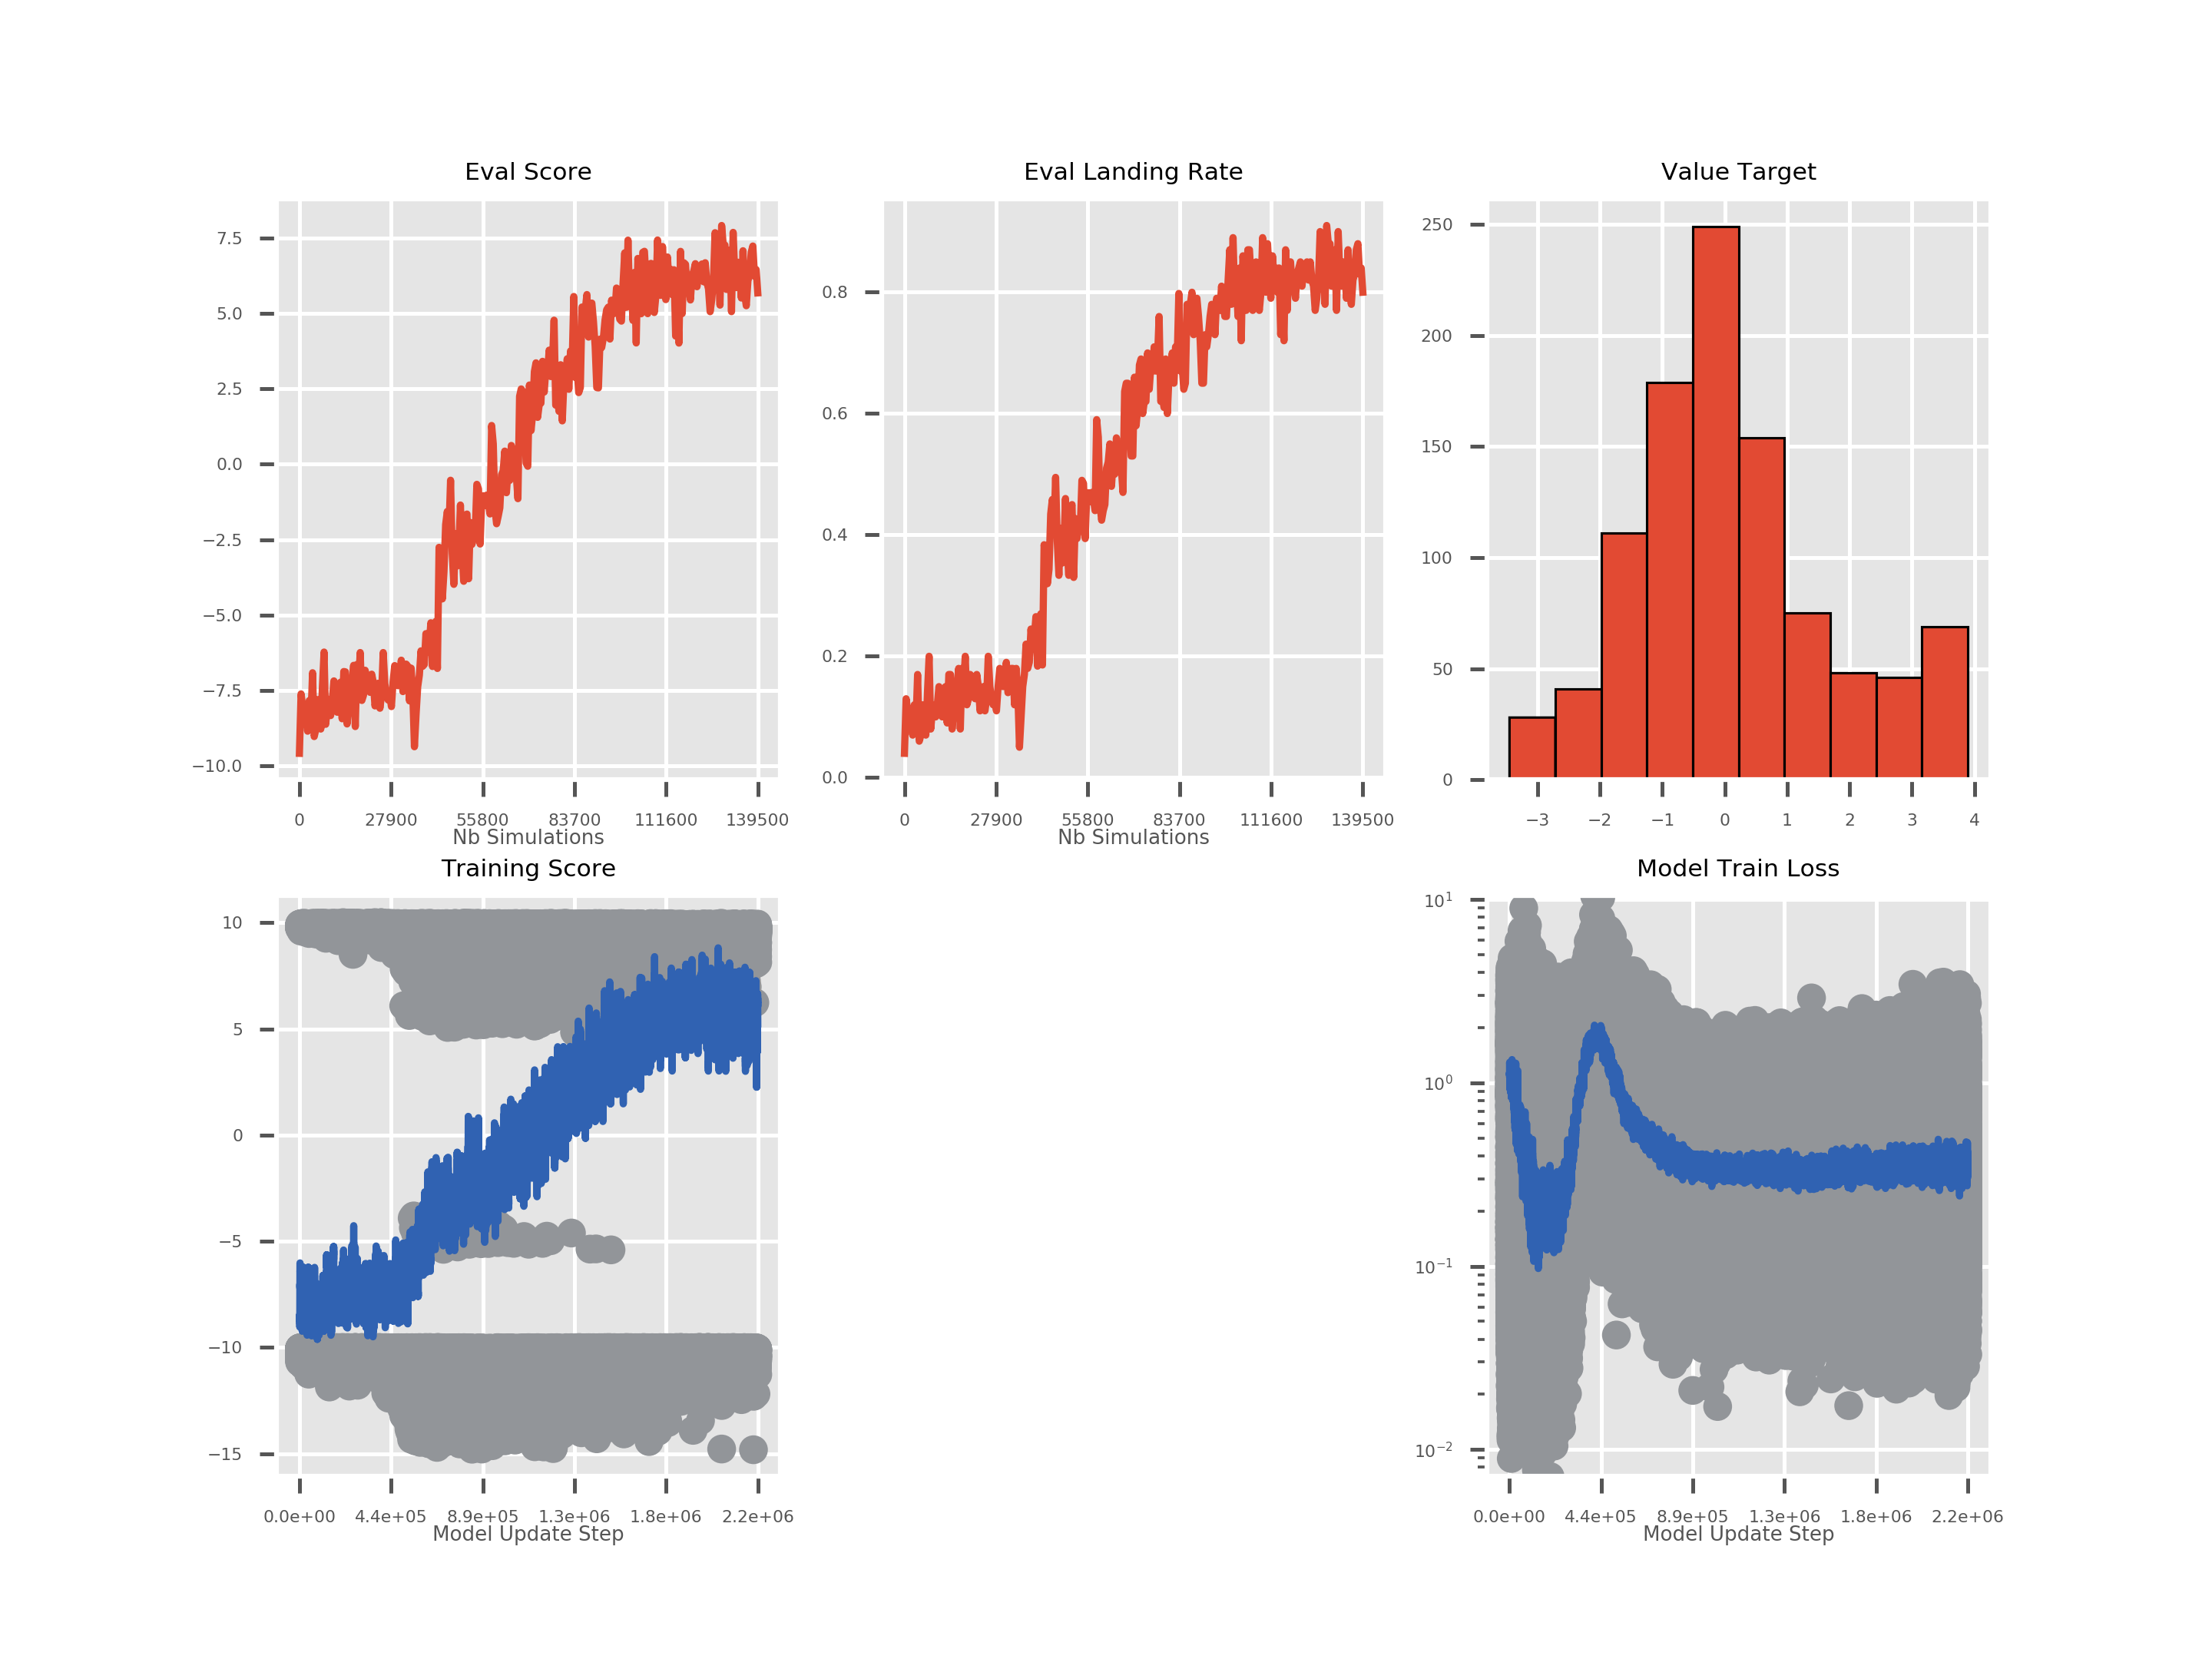 Eval Score
7.5
5.0
2.5
0.0
−2.5
−5.0
−7.5
−10.0
0 27900 55800 83700 111600 139500
Nb Simulations
Eval Landing Rate
0.8
0.6
0.4
0.2
0.0
0 27900 55800 83700 111600 139500
Nb Simulations
Value Target
250
200
150
100
50
0
−3 −2 −1 0 1 2 3 4
Training Score
10
5
0
−5
−10
−15
0.0e+00 4.4e+05 8.9e+05 1.3e+06 1.8e+06 2.2e+06
Model Update Step
Model Train Loss
10¹
10⁰
10⁻¹
10⁻²
0.0e+00 4.4e+05 8.9e+05 1.3e+06 1.8e+06 2.2e+06
Model Update Step